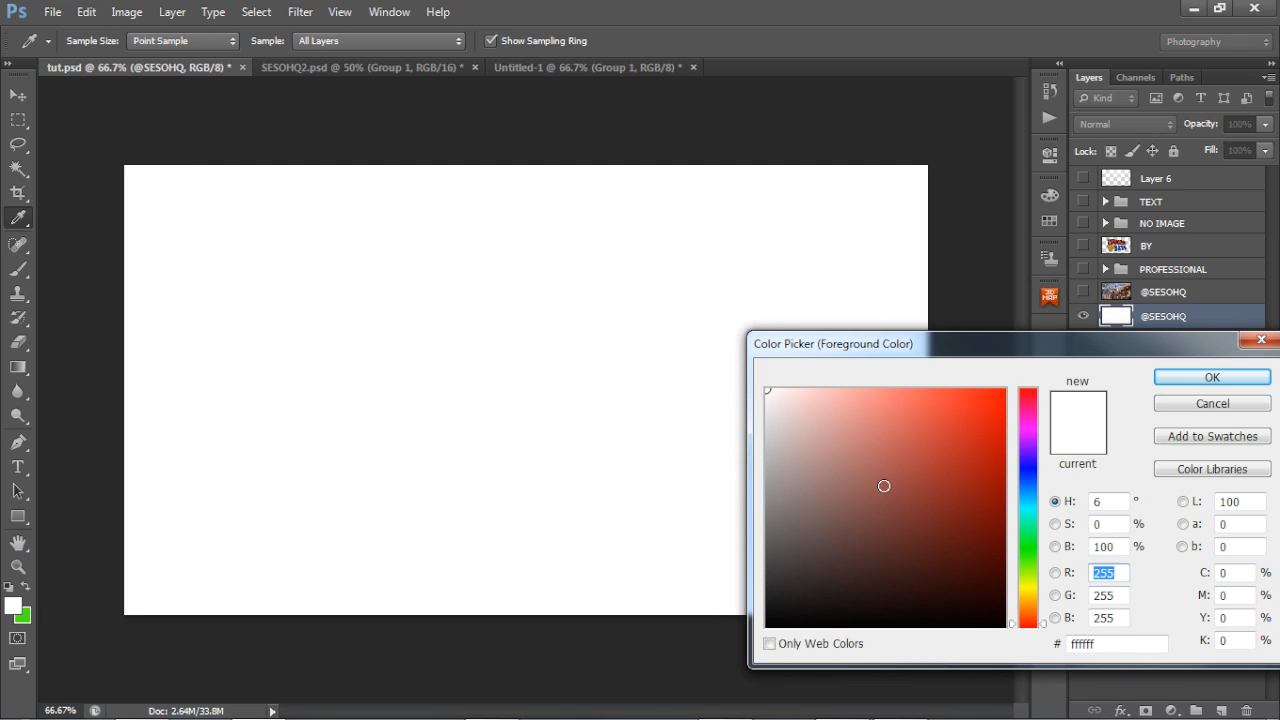 Ps File Edit Image Layer Type Select Filter View Window Help
Sample Size: Point Sample Sample: All Layers Show Sampling Ring Photography
tut.psd @ 66.7% (@SESOHQ, RGB/8) * × SESOHQ2.psd @ 50% (Group 1, RGB/16) * × Untitled-1 @ 66.7% (Group 1, RGB/8) * ×
Layers Channels Paths
Kind
Normal Opacity: 100%
Lock: Fill: 100%
Layer 6
TEXT
NO IMAGE
BY
PROFESSIONAL
@SESOHQ
@SESOHQ
3D MAP
Color Picker (Foreground Color)
new
current
OK
Cancel
Add to Swatches
Color Libraries
H: 6 ° L: 100
S: 0 % a: 0
B: 100 % b: 0
R: 255 C: 0 %
G: 255 M: 0 %
B: 255 Y: 0 %
# ffffff K: 0 %
Only Web Colors
66.67% Doc: 2.64M/33.8M